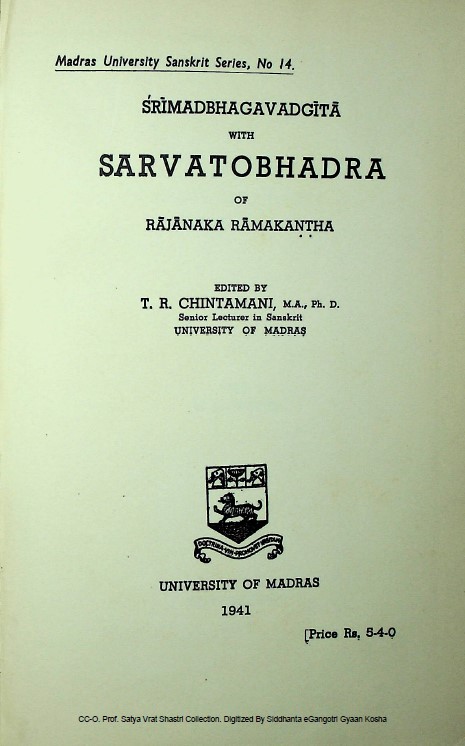 Madras University Sanskrit Series, No 14.
ŚRĪMADBHAGAVADGĪTĀ
WITH
SARVATOBHADRA
OF
RĀJĀNAKA RĀMAKAṆṬHA
EDITED BY
T. R. CHINTAMANI, M.A., Ph. D.
Senior Lecturer in Sanskrit
UNIVERSITY OF MADRAS
UNIVERSITY OF MADRAS
1941
[Price Rs. 5-4-0
CC-O. Prof. Satya Vrat Shastri Collection. Digitized By Siddhanta eGangotri Gyaan Kosha